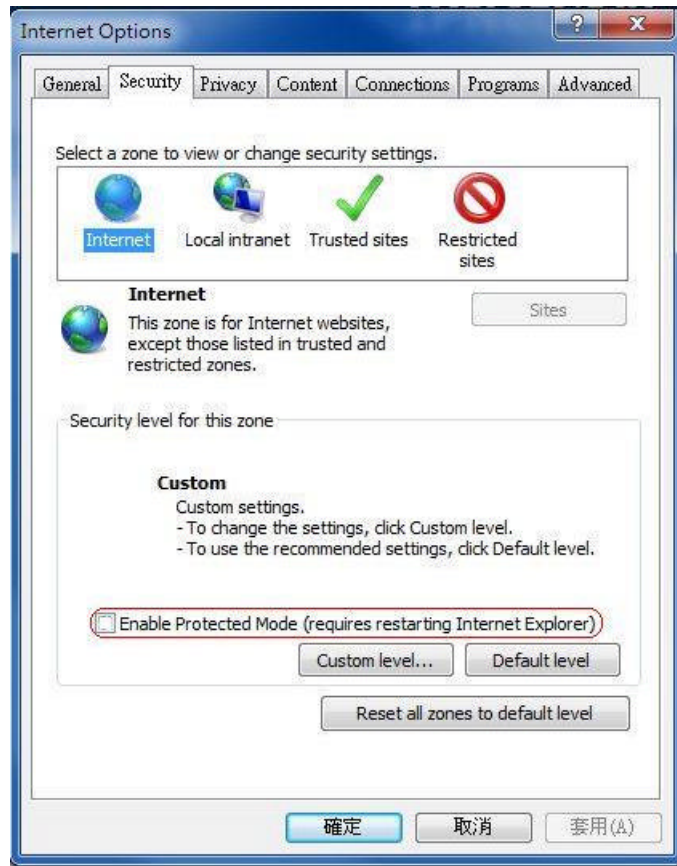 Internet Options
General Security Privacy Content Connections Programs Advanced
Select a zone to view or change security settings.
Internet Local intranet Trusted sites Restricted
sites
Internet
This zone is for Internet websites,
except those listed in trusted and
restricted zones.
Sites
Security level for this zone
Custom
Custom settings.
- To change the settings, click Custom level.
- To use the recommended settings, click Default level.
Enable Protected Mode (requires restarting Internet Explorer)
Custom level... Default level
Reset all zones to default level
確定 取消 套用(A)